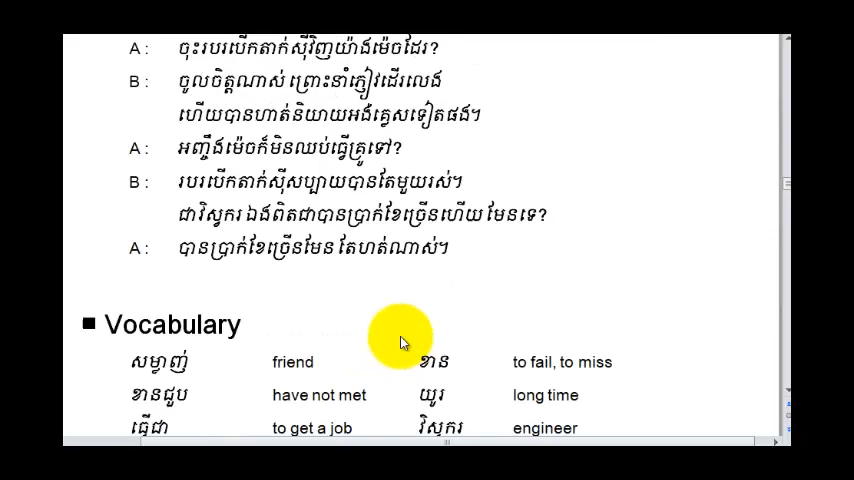 A : ចុះរបរបើកតាក់ស៊ីវិញយ៉ាងម៉េចដែរ?
B : ចូលចិត្តណាស់ ព្រោះនាំភ្ញៀវដើរលេង
ហើយបានហាត់និយាយអង់គ្លេសទៀតផង។
A : អញ្ចឹងម៉េចក៏មិនឈប់ធ្វើគ្រូទៅ?
B : របរបើកតាក់ស៊ីសប្បាយបានតែមួយរស់។
ជាវិស្វករ ឯងពិតជាបានប្រាក់ខែច្រើនហើយ មែនទេ?
A : បានប្រាក់ខែច្រើនមែន តែហត់ណាស់។
■ Vocabulary
សម្លាញ់ friend ខាន to fail, to miss
ខានជួប have not met យូរ long time
ធ្វើជា to get a job វិស្វករ engineer